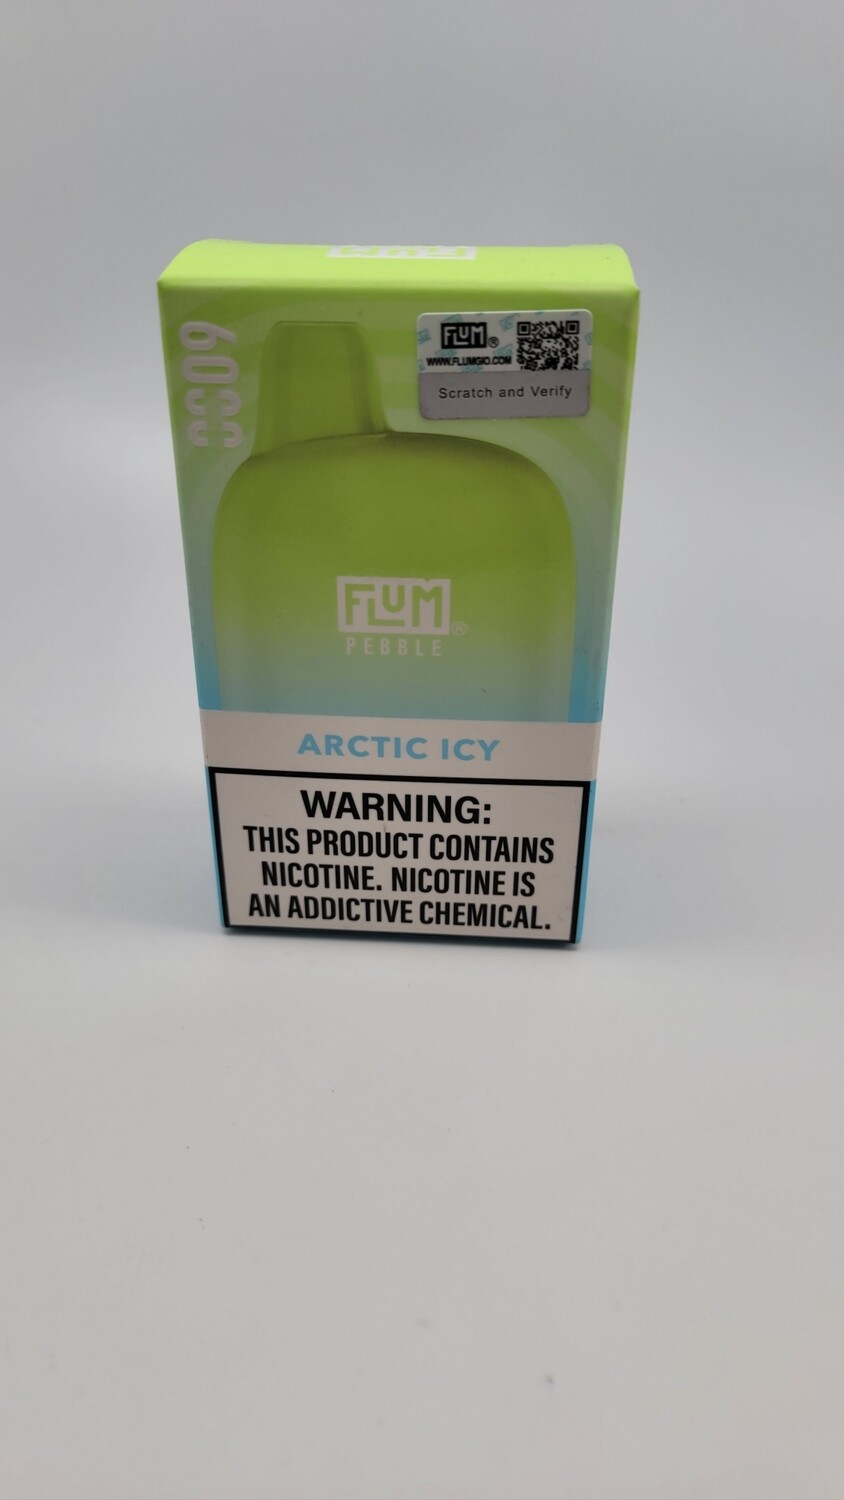 FLUM
6000
FLUM®
WWW.FLUMGIO.COM
Scratch and Verify
FLUM®
PEBBLE
ARCTIC ICY
WARNING:
THIS PRODUCT CONTAINS
NICOTINE. NICOTINE IS
AN ADDICTIVE CHEMICAL.